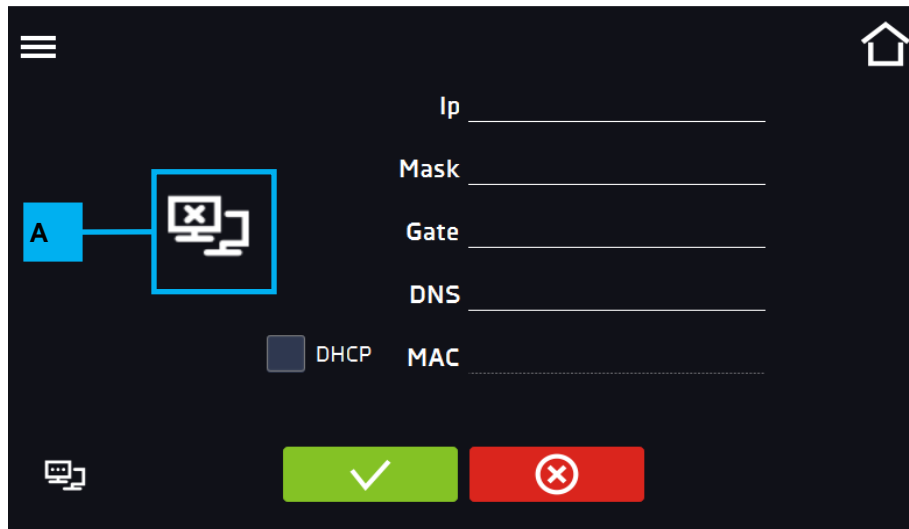 Ip
Mask
A
Gate
DNS
DHCP MAC